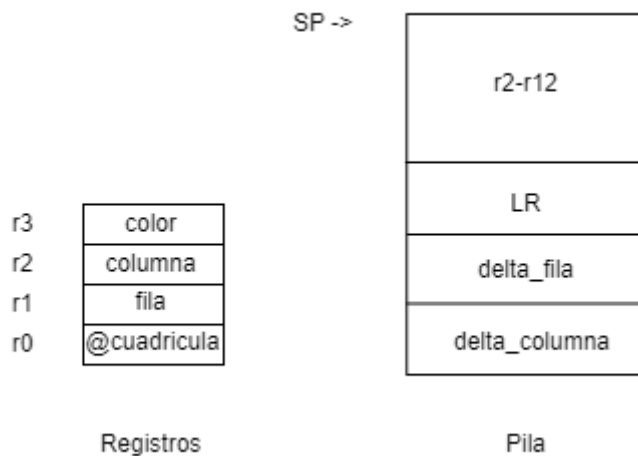 SP ->
r2-r12
LR
r3 color
r2 columna
delta_fila
r1 fila
r0 @cuadricula
delta_columna
Registros
Pila